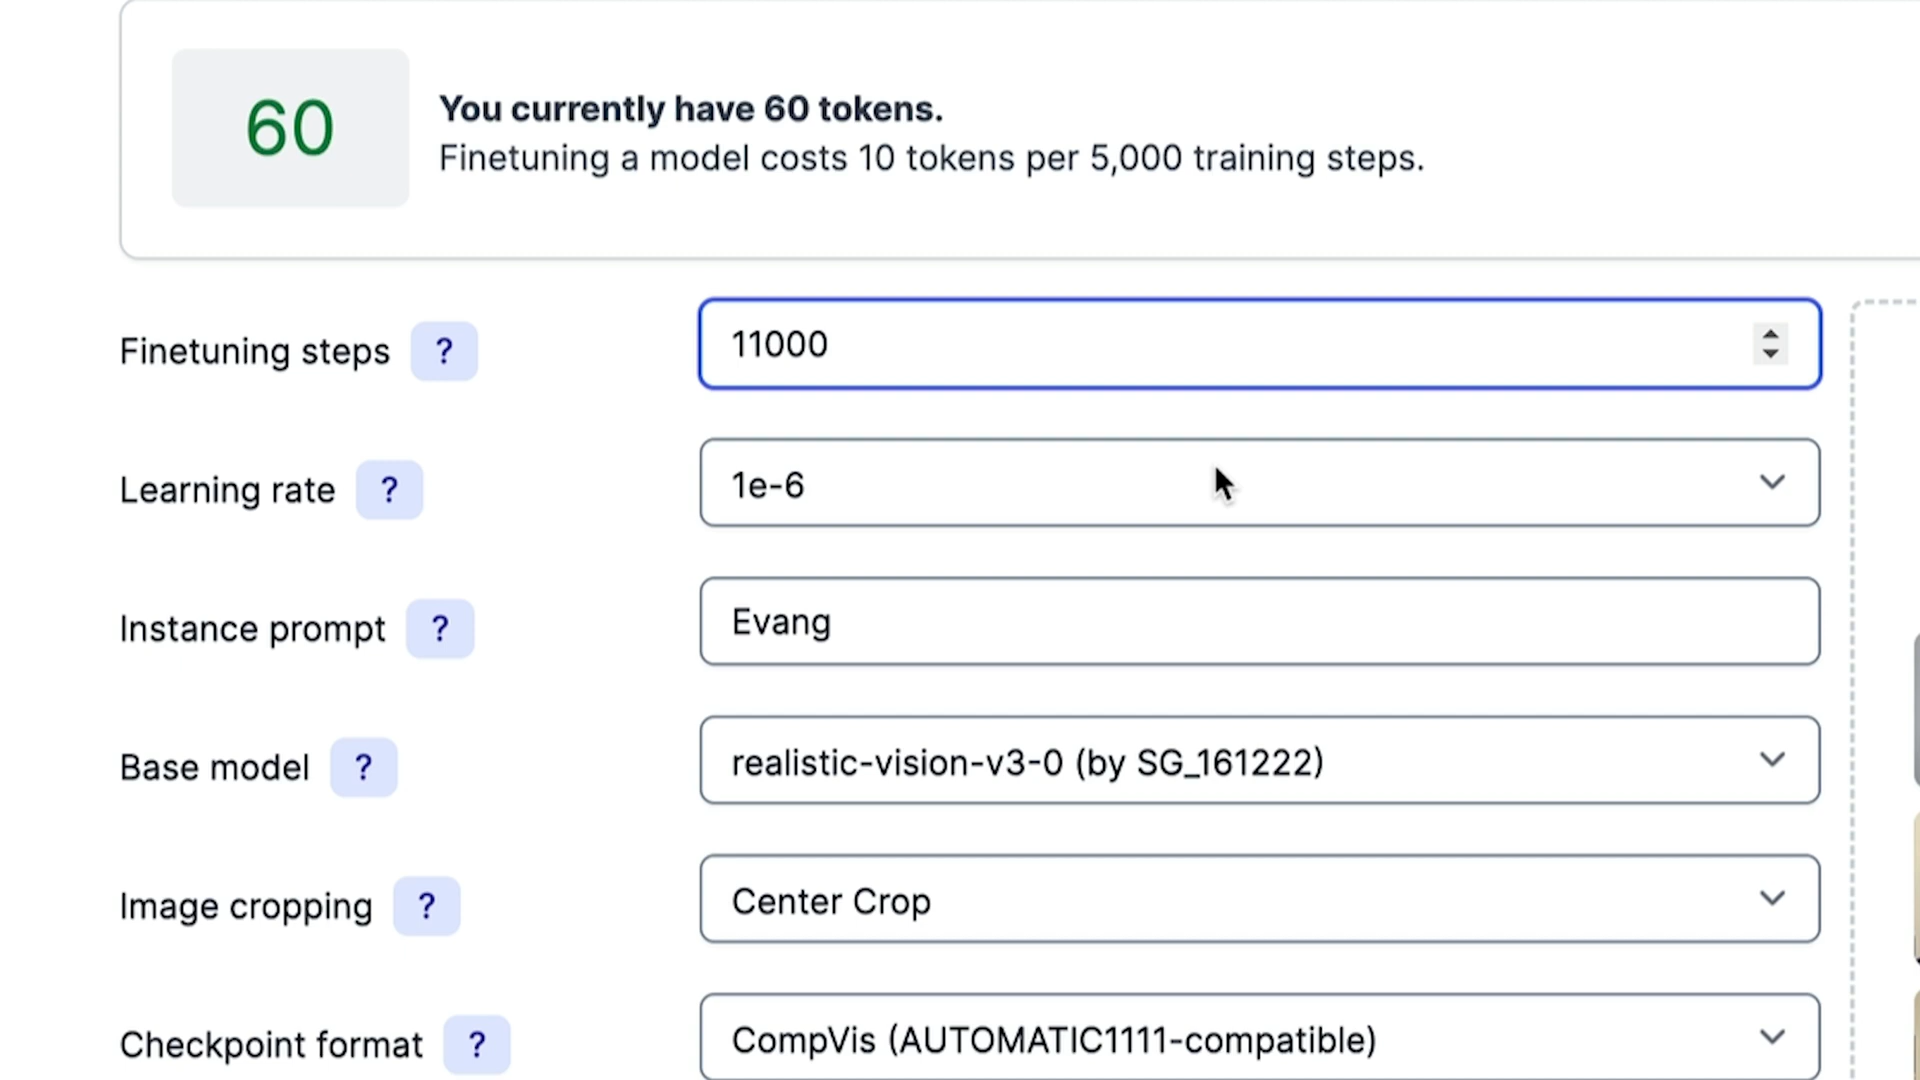 60
You currently have 60 tokens.
Finetuning a model costs 10 tokens per 5,000 training steps.
Finetuning steps ? 11000
Learning rate ? 1e-6
Instance prompt ? Evang
Base model ? realistic-vision-v3-0 (by SG_161222)
Image cropping ? Center Crop
Checkpoint format ? CompVis (AUTOMATIC1111-compatible)